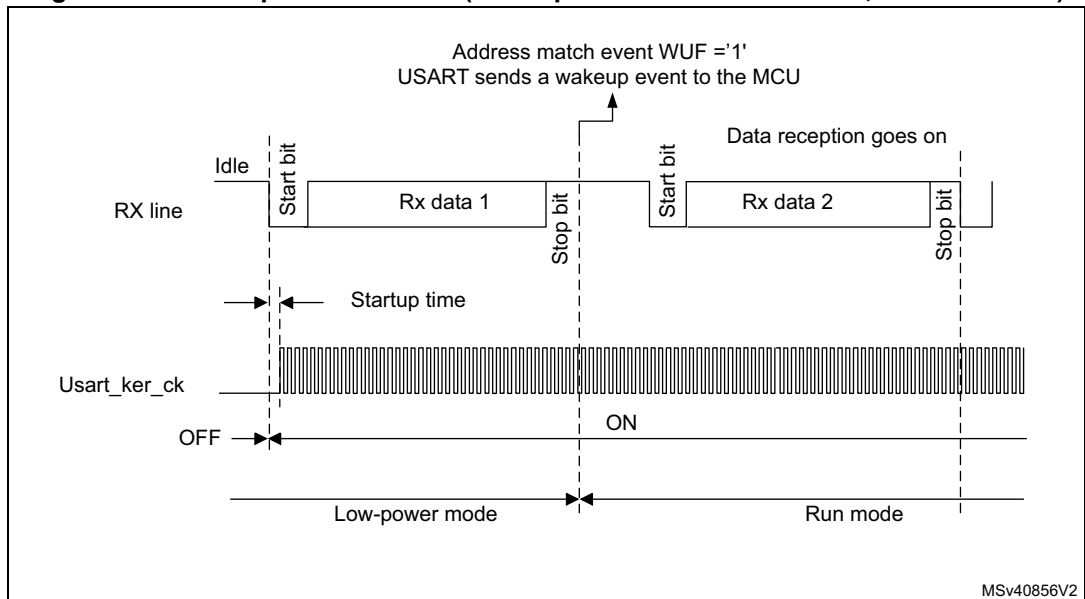 Address match event WUF ='1'
USART sends a wakeup event to the MCU
Data reception goes on
Idle
Start bit
Start bit
RX line
Rx data 1
Rx data 2
Stop bit
Stop bit
Startup time
Usart_ker_ck
ON
OFF
Low-power mode
Run mode
MSv40856V2